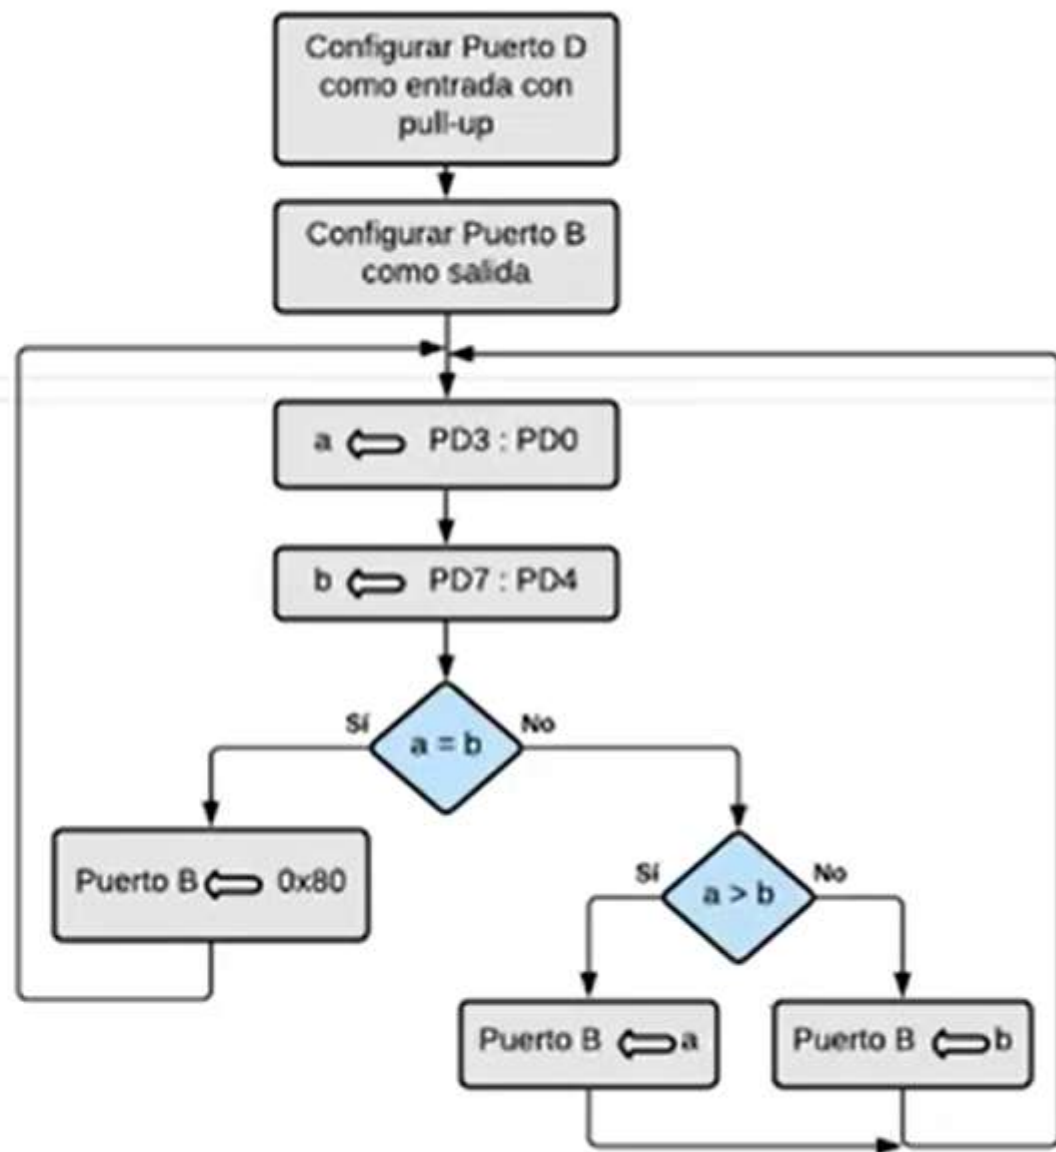 Configurar Puerto D
como entrada con
pull-up
Configurar Puerto B
como salida
a PD3 : PD0
b PD7 : PD4
Sí
a = b
No
Puerto B 0x80
Sí
a > b
No
Puerto B a
Puerto B b